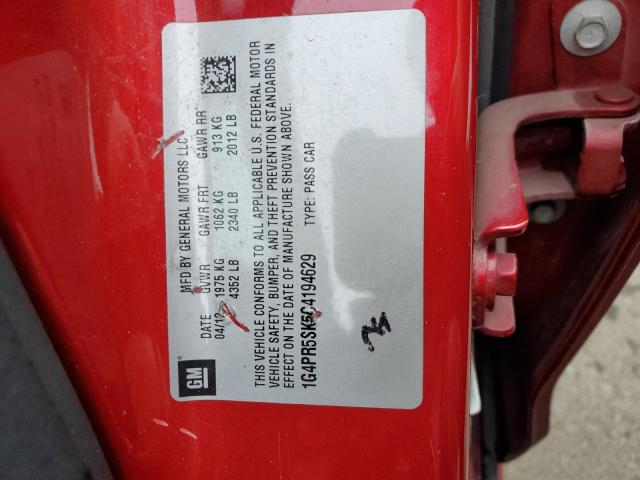 MFD BY GENERAL MOTORS LLC
DATE GVWR GAWR FRT GAWR RR
04/12 1975 KG 1062 KG 913 KG
4352 LB 2340 LB 2012 LB
THIS VEHICLE CONFORMS TO ALL APPLICABLE U.S. FEDERAL MOTOR
VEHICLE SAFETY, BUMPER, AND THEFT PREVENTION STANDARDS IN
EFFECT ON THE DATE OF MANUFACTURE SHOWN ABOVE.
1G4PR5SK5C4194629 TYPE: PASS CAR
GM